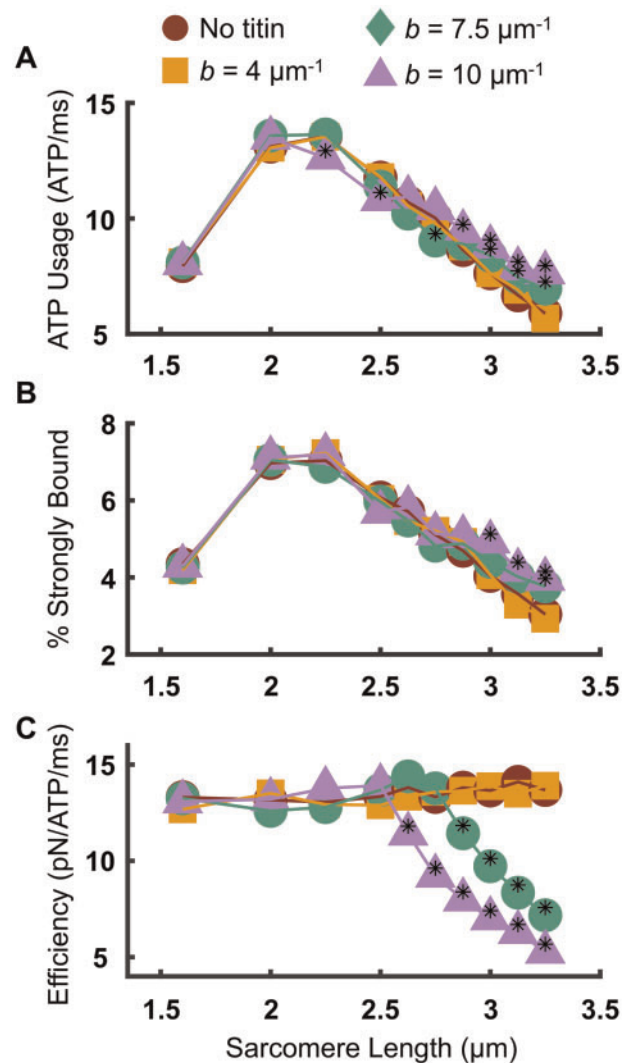 No titin
b = 7.5 µm⁻¹
b = 4 µm⁻¹
b = 10 µm⁻¹
A
ATP Usage (ATP/ms)
15
10
5
1.5 2 2.5 3 3.5
B
% Strongly Bound
8
6
4
2
1.5 2 2.5 3 3.5
C
Efficiency (pN/ATP/ms)
15
10
5
1.5 2 2.5 3 3.5
Sarcomere Length (µm)